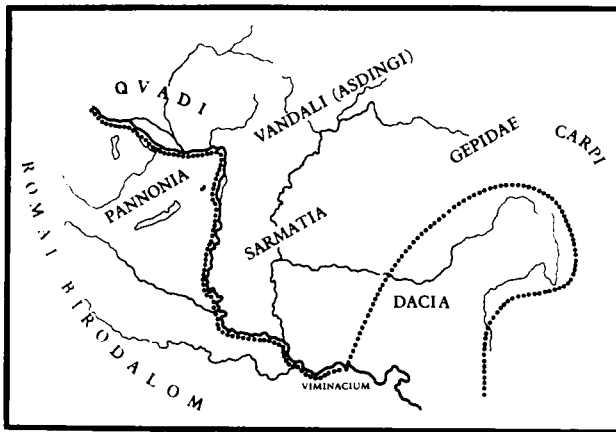 QVADI
VANDALI (ASDINGI)
GEPIDAE
CARPI
PANNONIA
SARMATIA
ROMAI BIRODALOM
DACIA
VIMINACIUM